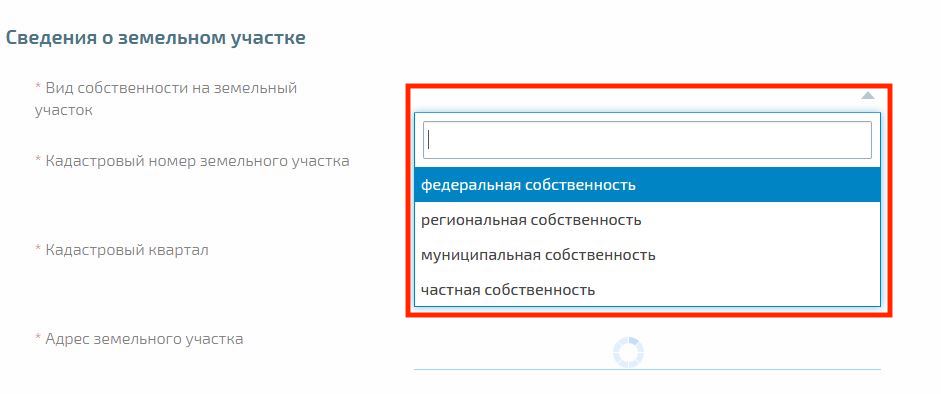 Сведения о земельном участке
* Вид собственности на земельный
участок
* Кадастровый номер земельного участка
федеральная собственность
региональная собственность
* Кадастровый квартал
муниципальная собственность
частная собственность
* Адрес земельного участка